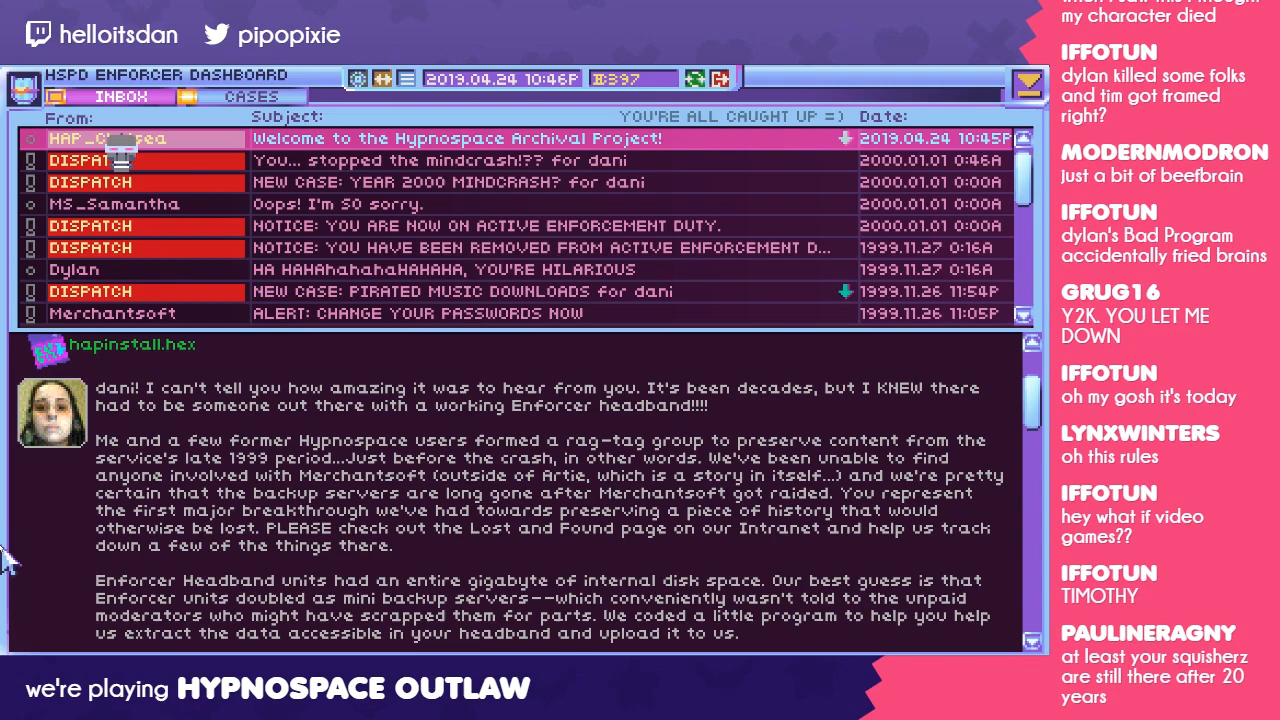 helloitsdan pipopixie
HSPD ENFORCER DASHBOARD 2019.04.24 10:46P 397
INBOX CASES
From: Subject: YOU'RE ALL CAUGHT UP =) Date:
Welcome to the Hypnospace Archival Project! 2019.04.24 10:45P
You... stopped the mindcrash!?? for dani 2000.01.01 0:46A
DISPATCH NEW CASE: YEAR 2000 MINDCRASH? for dani 2000.01.01 0:00A
MS_Samantha Oops! I'm SO sorry. 2000.01.01 0:00A
DISPATCH NOTICE: YOU ARE NOW ON ACTIVE ENFORCEMENT DUTY. 2000.01.01 0:00A
DISPATCH NOTICE: YOU HAVE BEEN REMOVED FROM ACTIVE ENFORCEMENT D... 1999.11.27 0:16A
Dylan HA HAHAhahahaHAHAHA, YOU'RE HILARIOUS 1999.11.27 0:16A
DISPATCH NEW CASE: PIRATED MUSIC DOWNLOADS for dani 1999.11.26 11:54P
Merchantsoft ALERT: CHANGE YOUR PASSWORDS NOW 1999.11.26 11:05P
hapinstall.hex
dani! I can't tell you how amazing it was to hear from you. It's been decades, but I KNEW there
had to be someone out there with a working Enforcer headband!!!!
Me and a few former Hypnospace users formed a rag-tag group to preserve content from the
service's late 1999 period...Just before the crash, in other words. We've been unable to find
anyone involved with Merchantsoft (outside of Artie, which is a story in itself...) and we're pretty
certain that the backup servers are long gone after Merchantsoft got raided. You represent
the first major breakthrough we've had towards preserving a piece of history that would
otherwise be lost. PLEASE check out the Lost and Found page on our Intranet and help us track
down a few of the things there.
Enforcer Headband units had an entire gigabyte of internal disk space. Our best guess is that
Enforcer units doubled as mini backup servers--which conveniently wasn't told to the unpaid
moderators who might have scrapped them for parts. We coded a little program to help you help
us extract the data accessible in your headband and upload it to us.
we're playing HYPNOSPACE OUTLAW
my character died
IFFOTUN
dylan killed some folks
and tim got framed
right?
MODERNMODRON
just a bit of beefbrain
IFFOTUN
dylan's Bad Program
accidentally fried brains
GRUG16
Y2K. YOU LET ME
DOWN
IFFOTUN
oh my gosh it's today
LYNXWINTERS
oh this rules
IFFOTUN
hey what if video
games??
IFFOTUN
TIMOTHY
PAULINERAGNY
at least your squisherz
are still there after 20
years